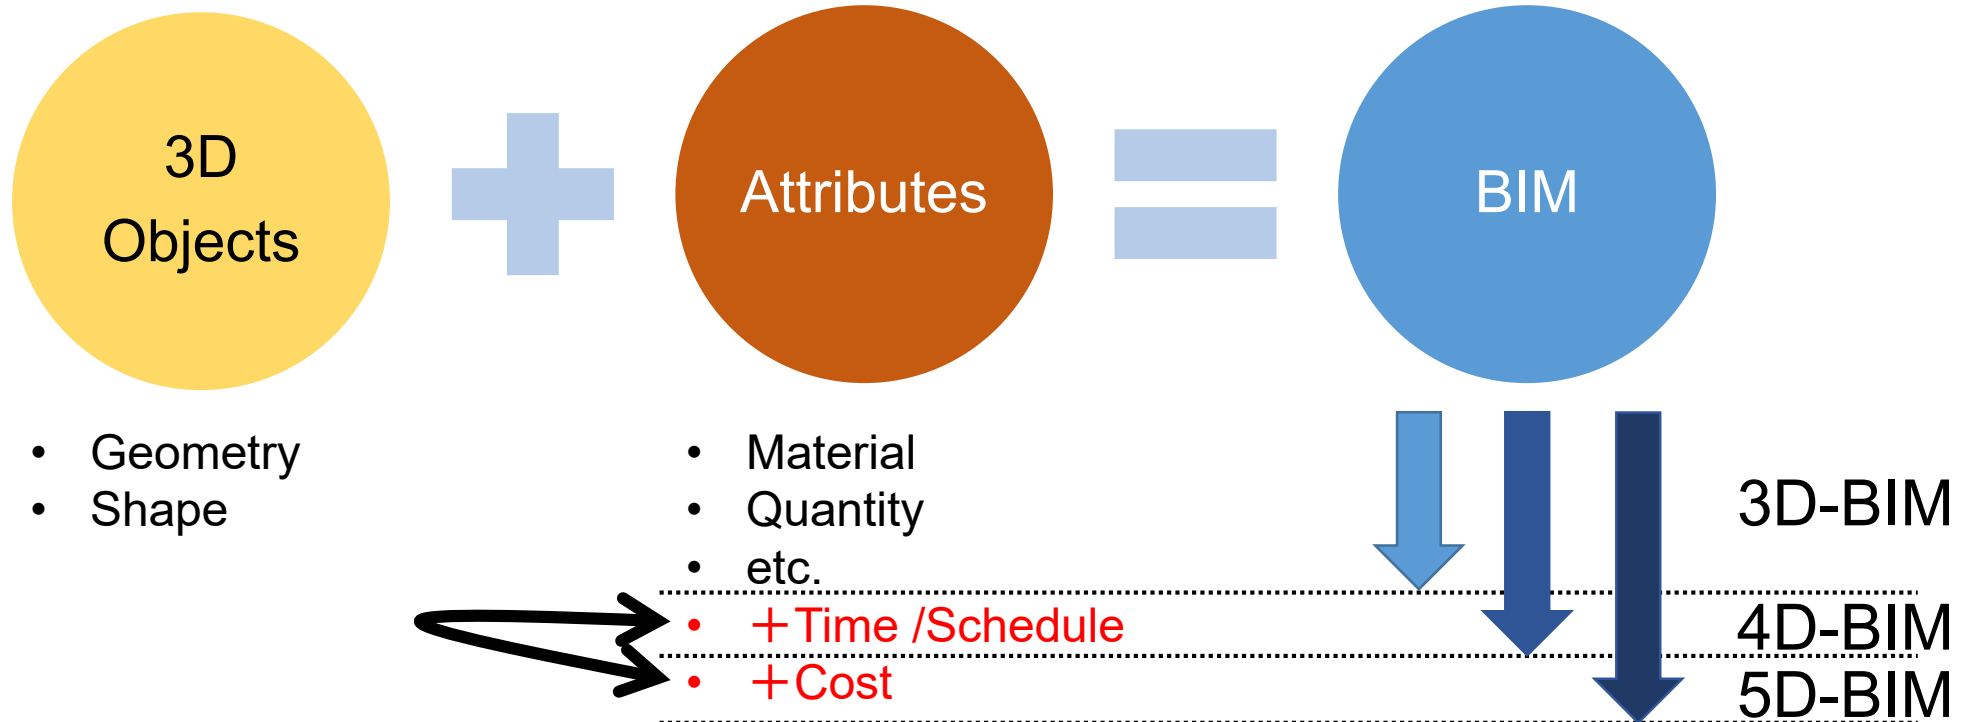 3D
Objects
Attributes
BIM
• Geometry
• Shape
• Material
• Quantity
• etc.
• ＋Time /Schedule
• ＋Cost
3D-BIM
4D-BIM
5D-BIM